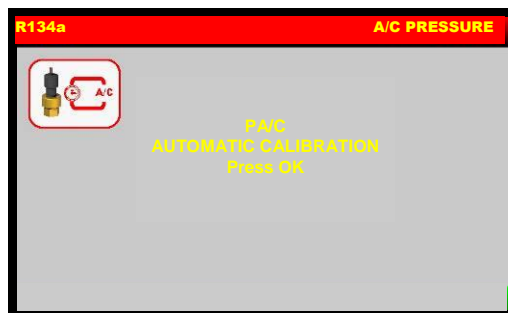 R134a
A/C PRESSURE
A/C
PA/C
AUTOMATIC CALIBRATION
Press OK